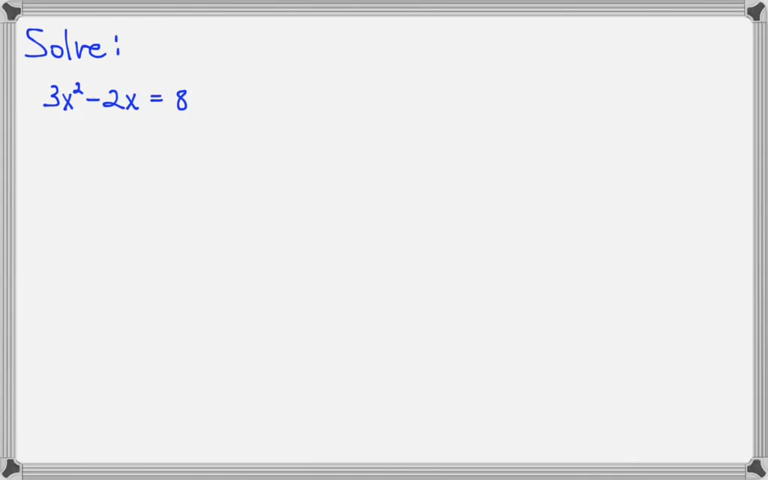 Solve:
3x²-2x = 8